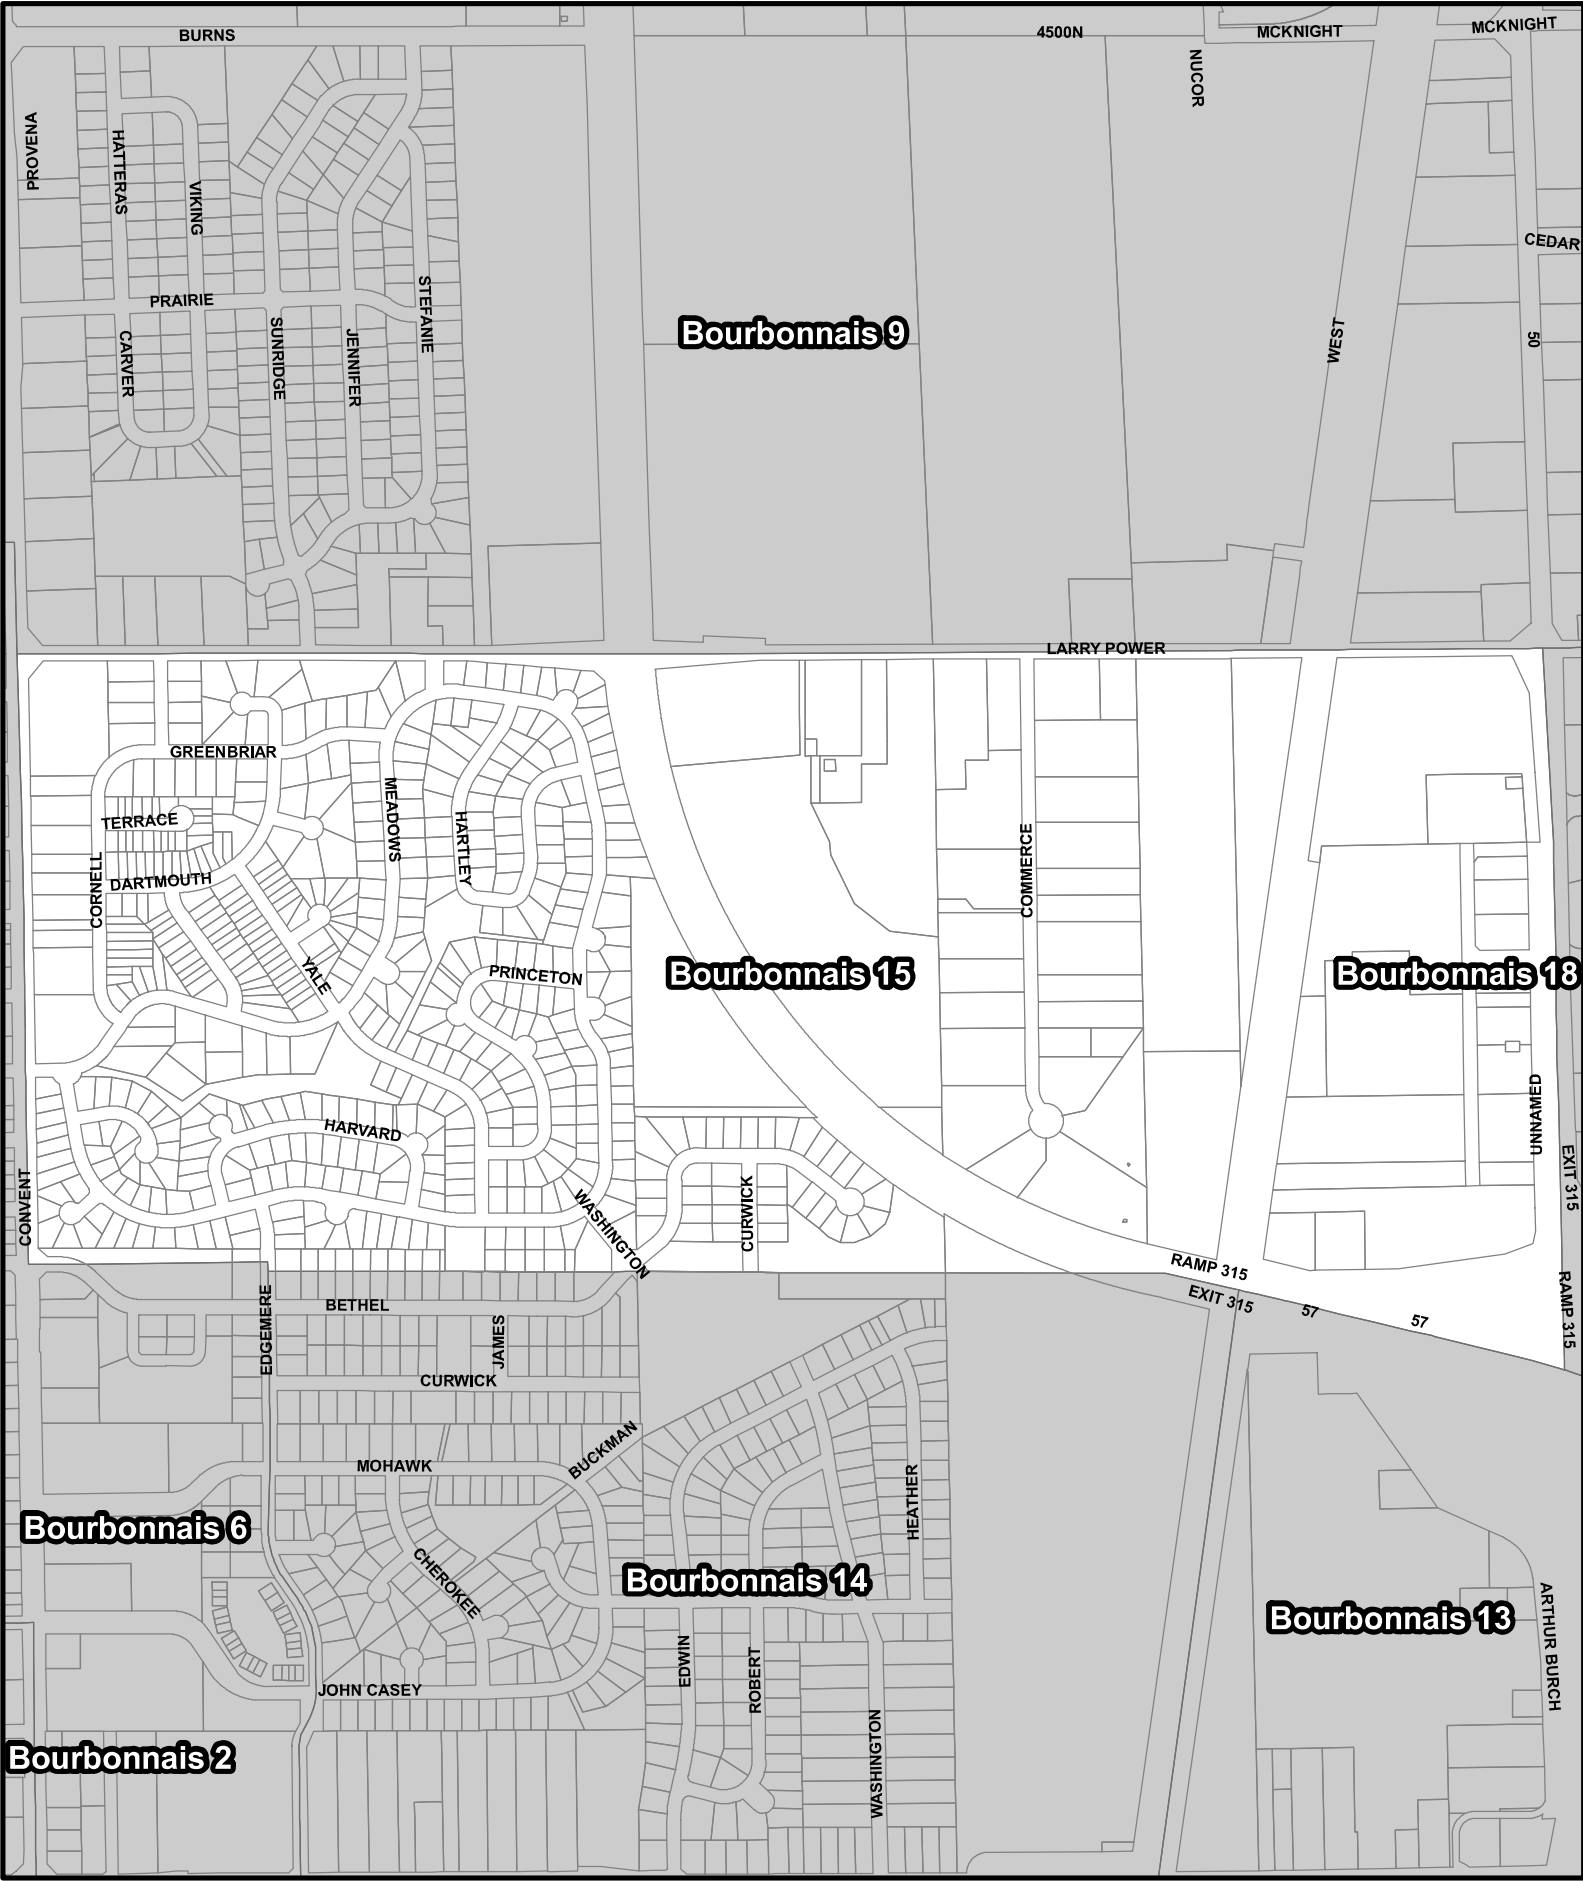 BURNS
4500N
MCKNIGHT
MCKNIGHT
NUCOR
PROVENA
HATTERAS
VIKING
CEDAR
PRAIRIE
STEFANIE
SUNRIDGE
JENNIFER
CARVER
Bourbonnais 9
WEST
50
LARRY POWER
GREENBRIAR
MEADOWS
HARTLEY
TERRACE
CORNELL
DARTMOUTH
COMMERCE
YALE
PRINCETON
Bourbonnais 15
Bourbonnais 18
UNNAMED
HARVARD
CONVENT
WASHINGTON
CURWICK
EXIT 315
RAMP 315
EXIT 315
57
57
RAMP 315
EDGEMERE
BETHEL
JAMES
CURWICK
BUCKMAN
MOHAWK
HEATHER
Bourbonnais 6
CHEROKEE
Bourbonnais 14
Bourbonnais 13
ARTHUR BURCH
EDWIN
ROBERT
JOHN CASEY
WASHINGTON
Bourbonnais 2